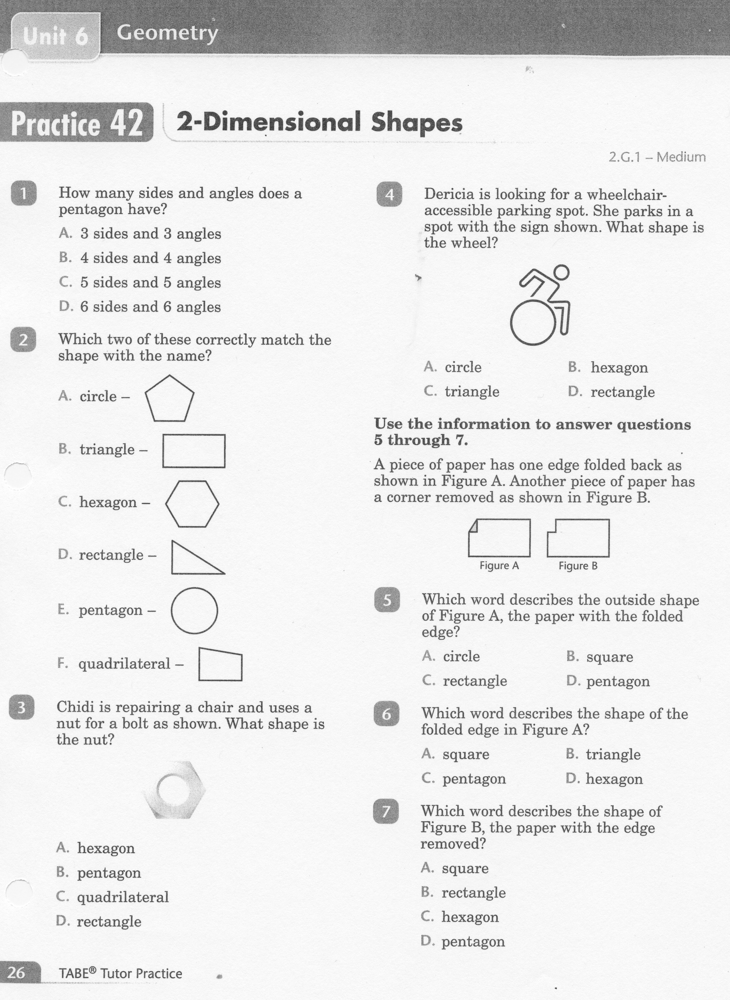 Unit 6
Geometry
Practice 42
2-Dimensional Shapes
2.G.1 – Medium
1
How many sides and angles does a
pentagon have?
A. 3 sides and 3 angles
B. 4 sides and 4 angles
C. 5 sides and 5 angles
D. 6 sides and 6 angles
2
Which two of these correctly match the
shape with the name?
A. circle –
B. triangle –
C. hexagon –
D. rectangle –
E. pentagon –
F. quadrilateral –
3
Chidi is repairing a chair and uses a
nut for a bolt as shown. What shape is
the nut?
A. hexagon
B. pentagon
C. quadrilateral
D. rectangle
4
Dericia is looking for a wheelchair-
accessible parking spot. She parks in a
spot with the sign shown. What shape is
the wheel?
A. circle B. hexagon
C. triangle D. rectangle
Use the information to answer questions
5 through 7.
A piece of paper has one edge folded back as
shown in Figure A. Another piece of paper has
a corner removed as shown in Figure B.
Figure A Figure B
5
Which word describes the outside shape
of Figure A, the paper with the folded
edge?
A. circle B. square
C. rectangle D. pentagon
6
Which word describes the shape of the
folded edge in Figure A?
A. square B. triangle
C. pentagon D. hexagon
7
Which word describes the shape of
Figure B, the paper with the edge
removed?
A. square
B. rectangle
C. hexagon
D. pentagon
26
TABE® Tutor Practice